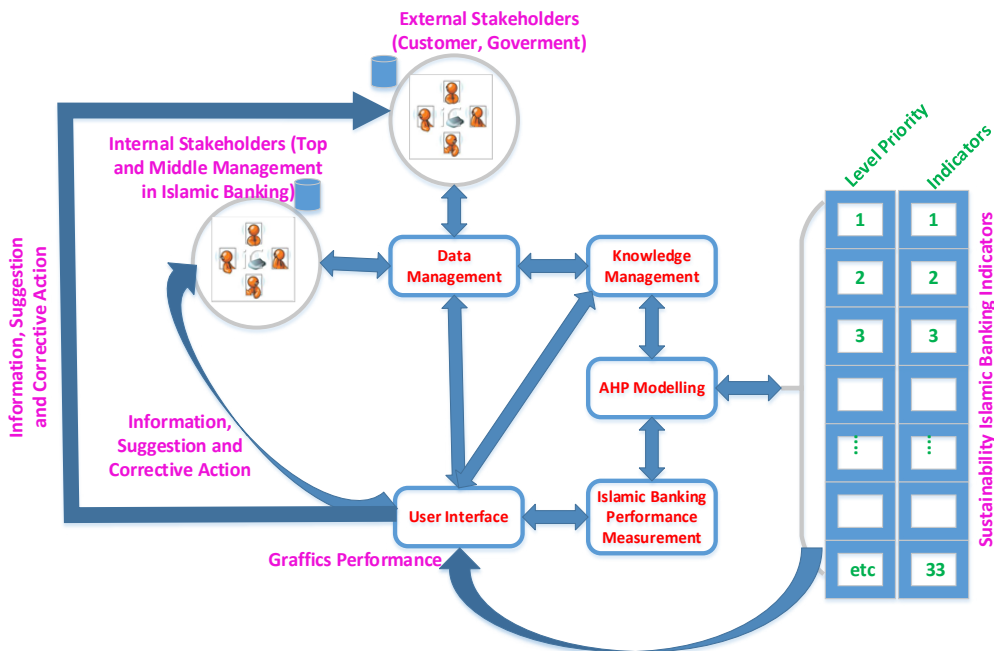 External Stakeholders
(Customer, Goverment)
Internal Stakeholders (Top
and Middle Management
in Islamic Banking)
Information, Suggestion
and Corrective Action
Data
Management
Knowledge
Management
AHP Modelling
Information,
Suggestion and
Corrective Action
User Interface
Islamic Banking
Performance
Measurement
Graffics Performance
Level Priority
Indicators
1
1
2
2
3
3
....
....
etc
33
Sustainability Islamic Banking Indicators